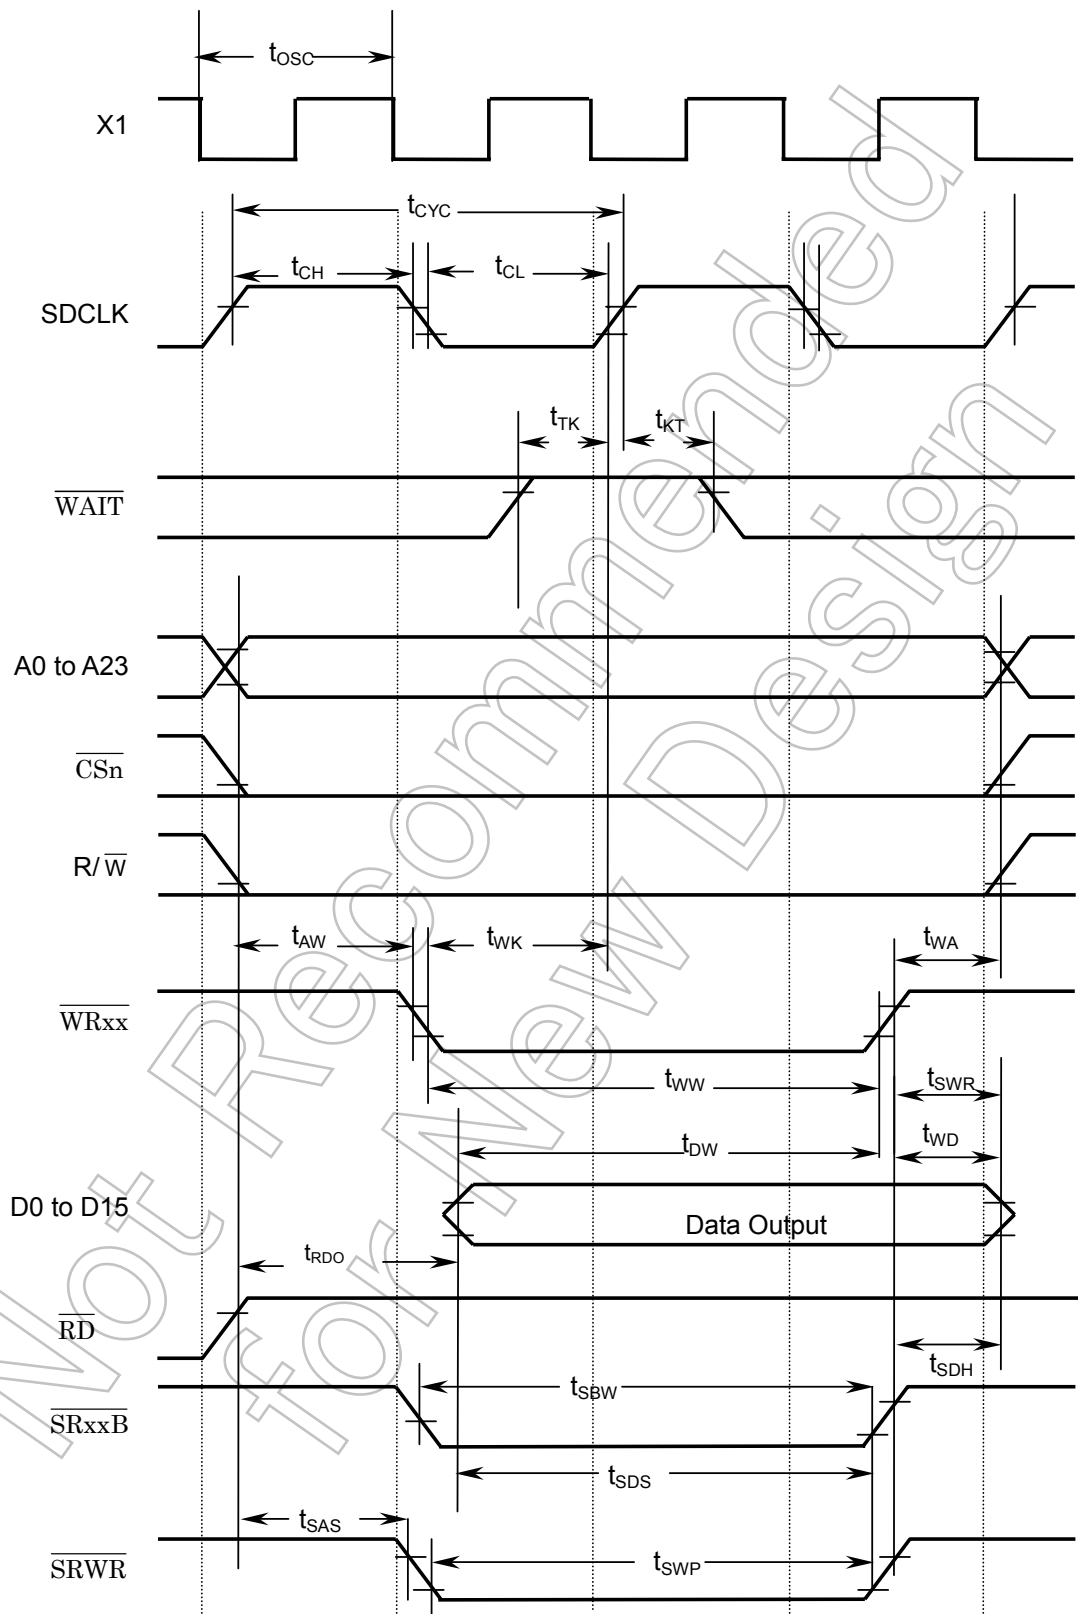 tOSC
X1
tCYC
tCH
tCL
SDCLK
tTK
tKT
WAIT
A0 to A23
CSn
R/W
tAW
tWK
tWA
WRxx
tWW
tSWR
tDW
tWD
D0 to D15
Data Output
tRDO
RD
tSDH
tSBW
SRxxB
tSDS
tSAS
tSWP
SRWR
Not Recommended
for New Design